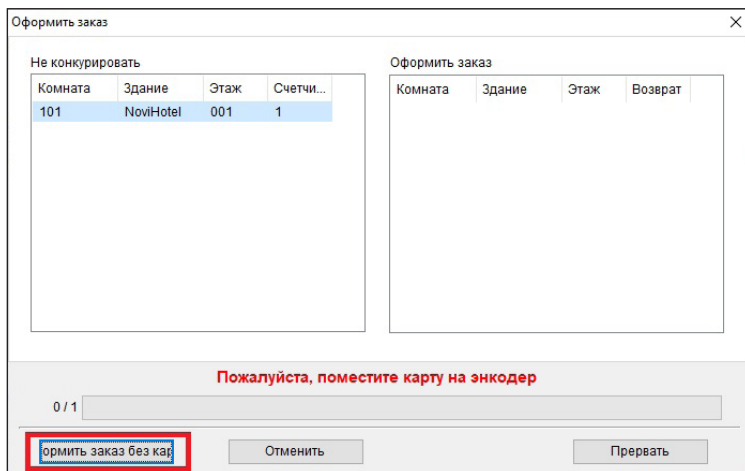 Оформить заказ
Не конкурировать
Комната Здание Этаж Счетчи...
101 NoviHotel 001 1
Оформить заказ
Комната Здание Этаж Возврат
Пожалуйста, поместите карту на энкодер
0 / 1
ормить заказ без кар
Отменить
Прервать